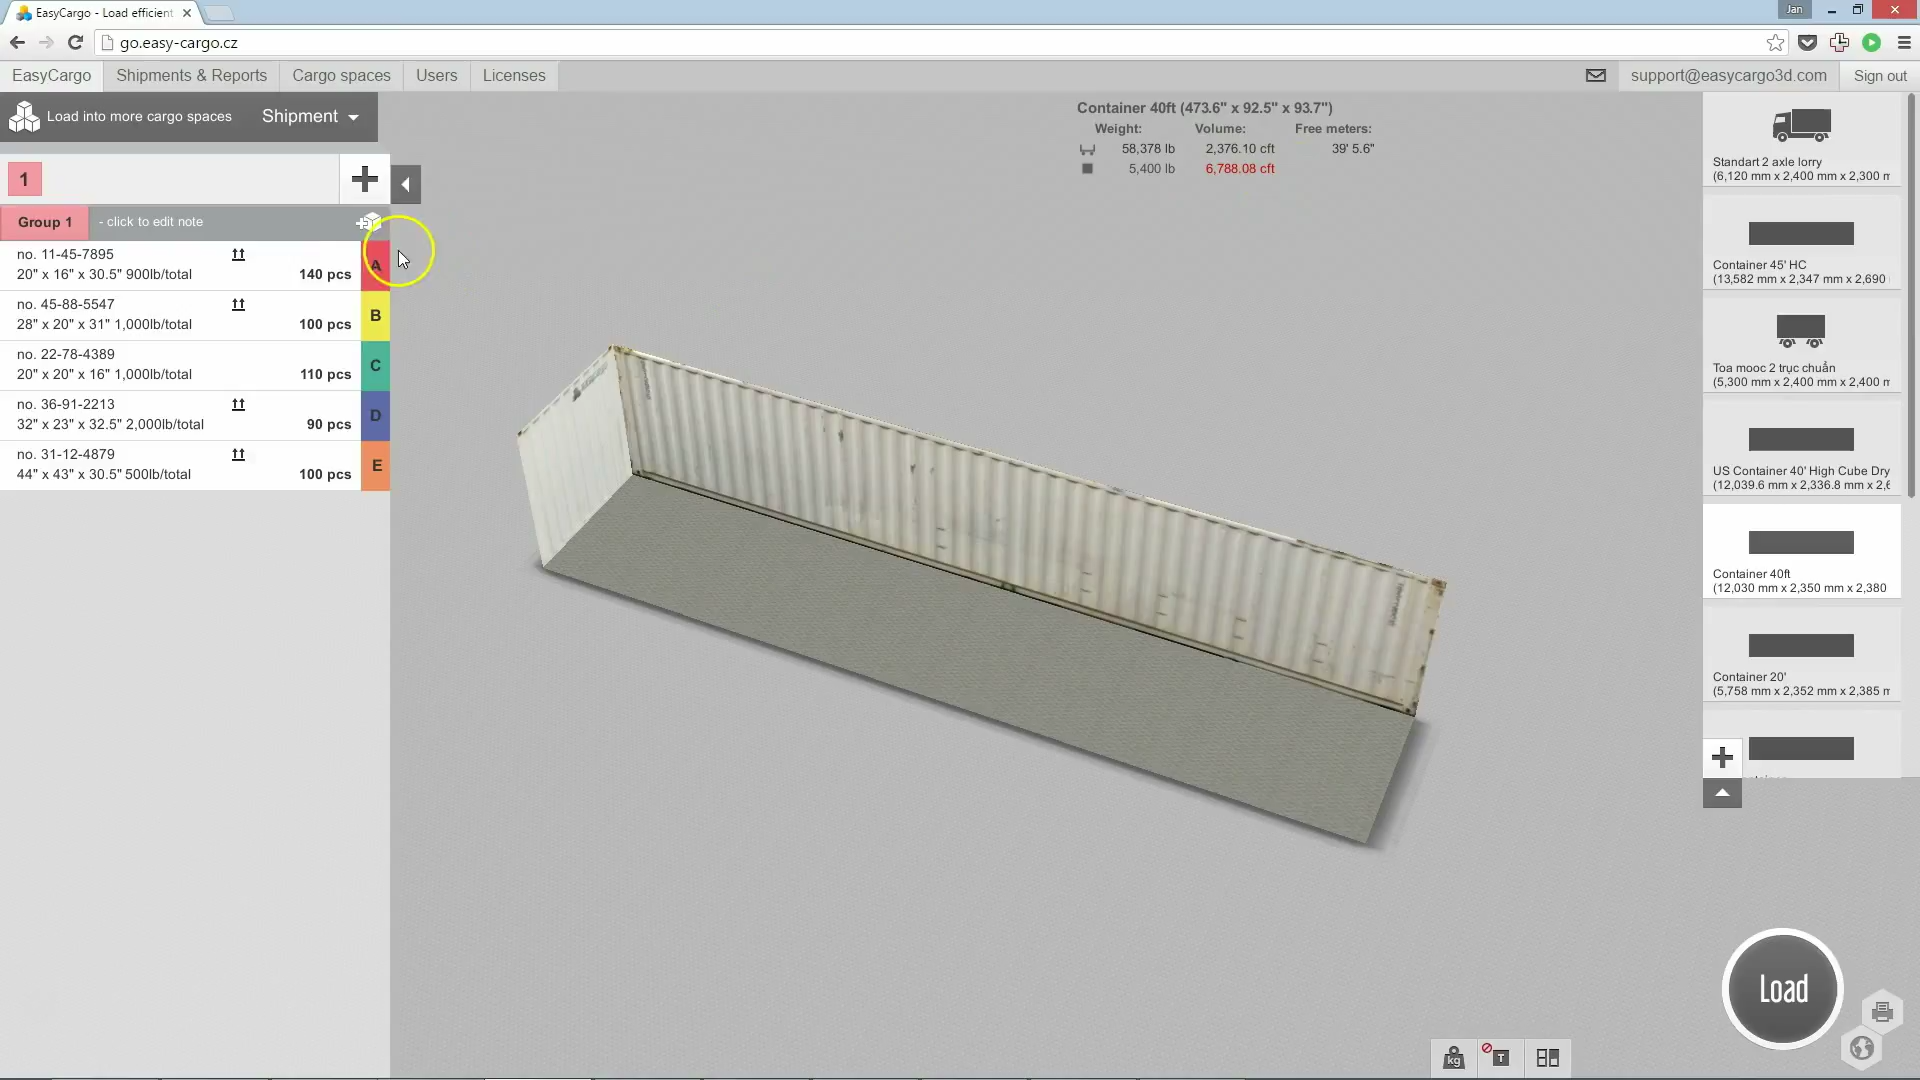 EasyCargo - Load efficient
Jan
go.easy-cargo.cz
EasyCargo
Shipments & Reports
Cargo spaces
Users
Licenses
support@easycargo3d.com
Sign out
Load into more cargo spaces
Shipment
1
Group 1
- click to edit note
no. 11-45-7895
20" x 16" x 30.5" 900lb/total
140 pcs
A
no. 45-88-5547
28" x 20" x 31" 1,000lb/total
100 pcs
B
no. 22-78-4389
20" x 20" x 16" 1,000lb/total
110 pcs
C
no. 36-91-2213
32" x 23" x 32.5" 2,000lb/total
90 pcs
D
no. 31-12-4879
44" x 43" x 30.5" 500lb/total
100 pcs
E
Container 40ft (473.6" x 92.5" x 93.7")
Weight: Volume: Free meters:
58,378 lb 2,376.10 cft 39' 5.6"
5,400 lb 6,788.08 cft
Standart 2 axle lorry
(6,120 mm x 2,400 mm x 2,300 m
Container 45' HC
(13,582 mm x 2,347 mm x 2,690
Toa mooc 2 trục chuẩn
(5,300 mm x 2,400 mm x 2,400 m
US Container 40' High Cube Dry
(12,039.6 mm x 2,336.8 mm x 2,6
Container 40ft
(12,030 mm x 2,350 mm x 2,380
Container 20'
(5,758 mm x 2,352 mm x 2,385 m
Load
kg
T